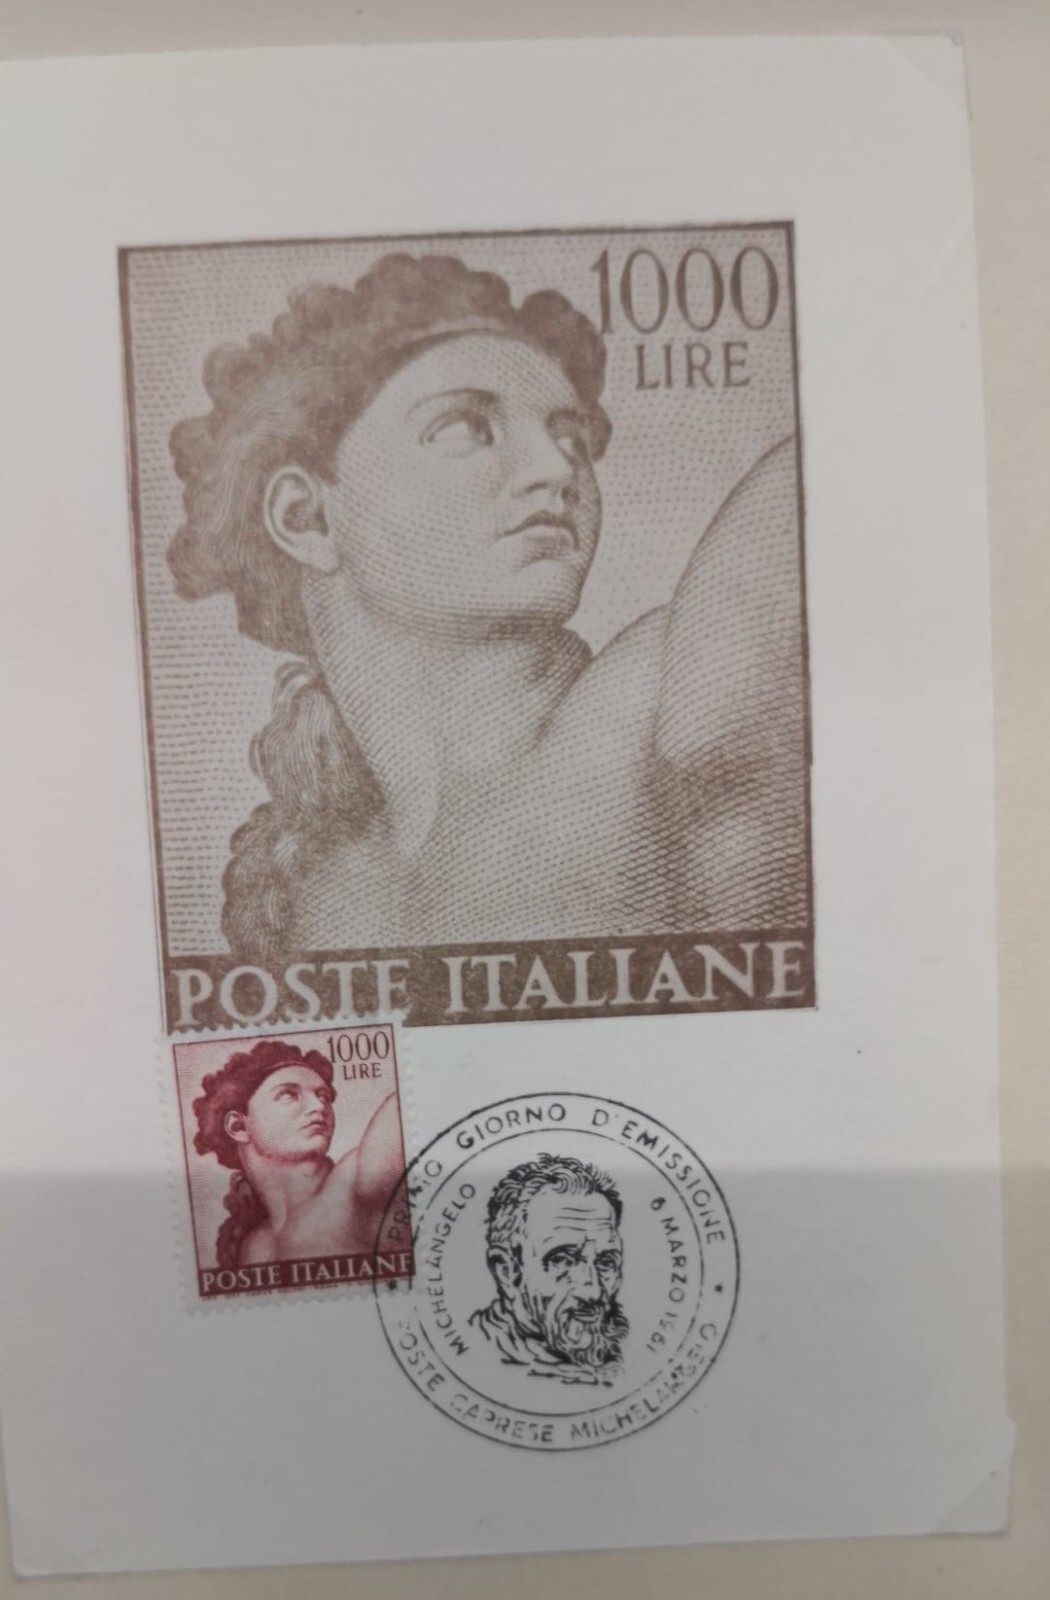 1000
LIRE
POSTE ITALIANE
1000
LIRE
POSTE ITALIANE
PRIMO GIORNO D'EMISSIONE
MICHELANGELO
6 MARZO 1961
POSTE CAPRESE MICHELANGELO